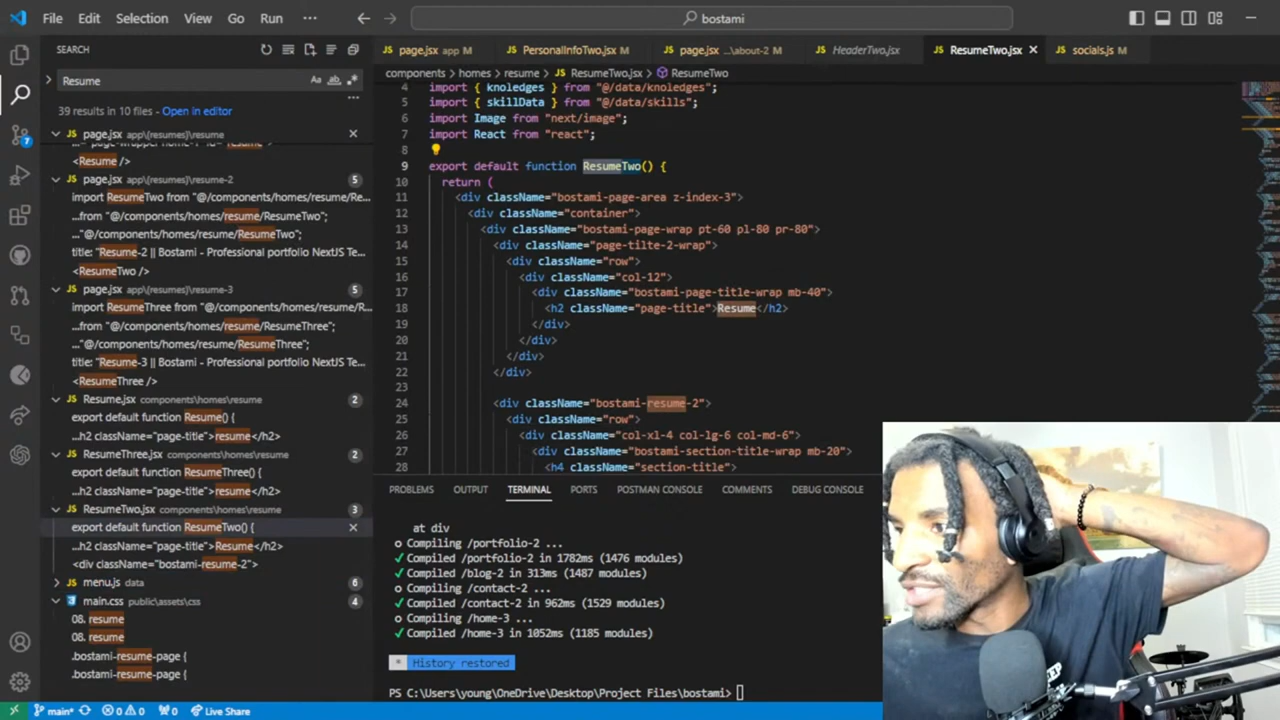 File Edit Selection View Go Run ···
bostami
SEARCH
Resume
Aa ab .*
39 results in 10 files - Open in editor
page.jsx app\(resumes)\resume 
<Resume />
page.jsx app\(resumes)\resume-2 5
import ResumeTwo from "@/components/homes/resume/Re...
...from "@/components/homes/resume/ResumeTwo";
..."@/components/homes/resume/ResumeTwo";
title: "Resume-2 || Bostami - Professional portfolio NextJS Te...
<ResumeTwo />
page.jsx app\(resumes)\resume-3 5
import ResumeThree from "@/components/homes/resume/R...
...from "@/components/homes/resume/ResumeThree";
..."@/components/homes/resume/ResumeThree";
title: "Resume-3 || Bostami - Professional portfolio NextJS Te...
<ResumeThree />
Resume.jsx components\homes\resume 2
export default function Resume() {
...h2 className="page-title">resume</h2>
ResumeThree.jsx components\homes\resume 2
export default function ResumeThree() {
...h2 className="page-title">resume</h2>
ResumeTwo.jsx components\homes\resume 3
export default function ResumeTwo() {
...h2 className="page-title">Resume</h2>
<div className="bostami-resume-2">
menu.js data 6
main.css public\assets\css 4
08. resume
08. resume
.bostami-resume-page {
.bostami-resume-page {
page.jsx app M
PersonalInfoTwo.jsx M
page.jsx ...\about-2 M
HeaderTwo.jsx
ResumeTwo.jsx
socials.js M
components > homes > resume > ResumeTwo.jsx > ResumeTwo
4 import { knoledges } from "@/data/knoledges";
5 import { skillData } from "@/data/skills";
6 import Image from "next/image";
7 import React from "react";
8
9 export default function ResumeTwo() {
10 return (
11 <div className="bostami-page-area z-index-3">
12 <div className="container">
13 <div className="bostami-page-wrap pt-60 pl-80 pr-80">
14 <div className="page-tilte-2-wrap">
15 <div className="row">
16 <div className="col-12">
17 <div className="bostami-page-title-wrap mb-40">
18 <h2 className="page-title">Resume</h2>
19 </div>
20 </div>
21 </div>
22 </div>
23
24 <div className="bostami-resume-2">
25 <div className="row">
26 <div className="col-xl-4 col-lg-6 col-md-6">
27 <div className="bostami-section-title-wrap mb-20">
28 <h4 className="section-title">
PROBLEMS OUTPUT TERMINAL PORTS POSTMAN CONSOLE COMMENTS DEBUG CONSOLE
at div
○ Compiling /portfolio-2 ...
✓ Compiled /portfolio-2 in 1782ms (1476 modules)
✓ Compiled /blog-2 in 313ms (1487 modules)
○ Compiling /contact-2 ...
✓ Compiled /contact-2 in 962ms (1529 modules)
○ Compiling /home-3 ...
✓ Compiled /home-3 in 1052ms (1185 modules)
* History restored
PS C:\Users\young\OneDrive\Desktop\Project Files\bostami>
7
main* 0 0 0 Live Share